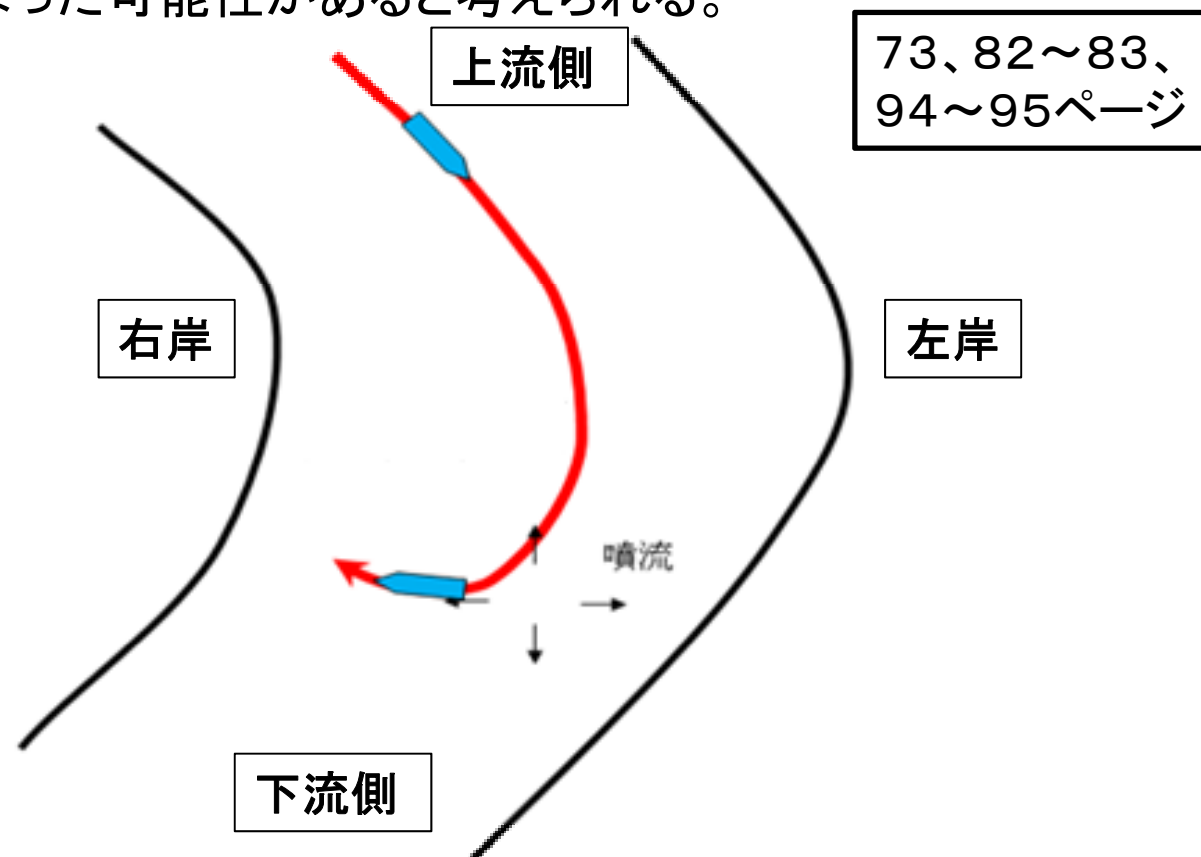 った可能性があると考えられる。
上流側
73、82～83、
94～95ページ
右岸
左岸
噴流
下流側